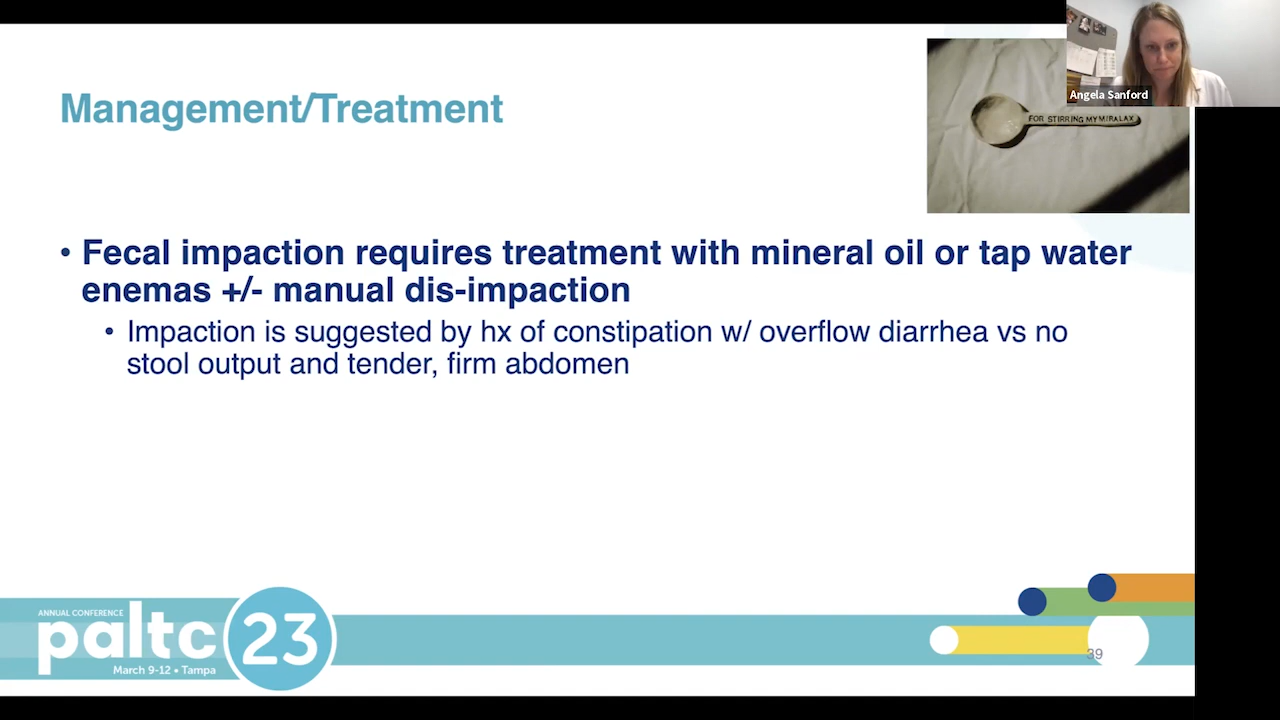 Angela Sanford
Management/Treatment
FOR STIRRING MY MIRALAX
• Fecal impaction requires treatment with mineral oil or tap water
enemas +/- manual dis-impaction
• Impaction is suggested by hx of constipation w/ overflow diarrhea vs no
stool output and tender, firm abdomen
ANNUAL CONFERENCE
paltc
23
March 9-12 • Tampa
39